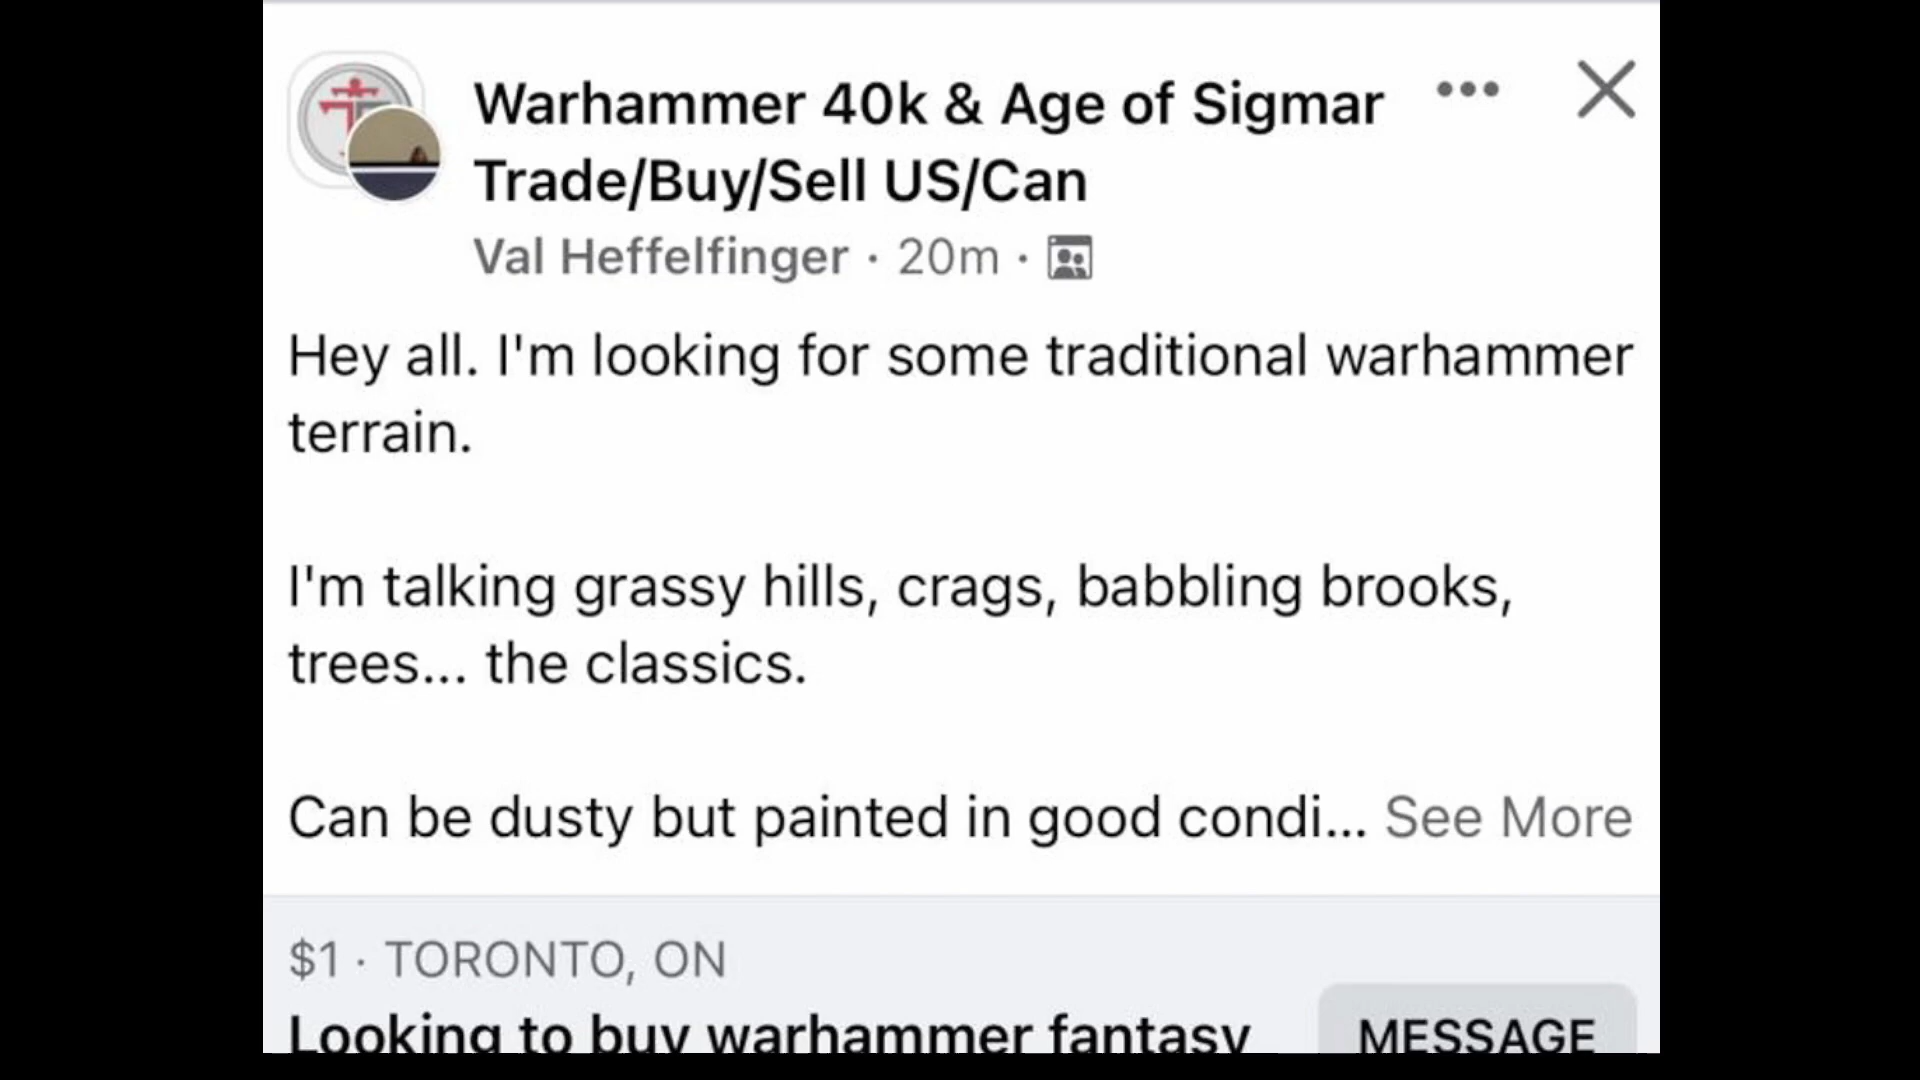 Warhammer 40k & Age of Sigmar
Trade/Buy/Sell US/Can
Val Heffelfinger · 20m ·
Hey all. I'm looking for some traditional warhammer
terrain.
I'm talking grassy hills, crags, babbling brooks,
trees... the classics.
Can be dusty but painted in good condi... See More
$1 · TORONTO, ON
Looking to buy warhammer fantasy
MESSAGE